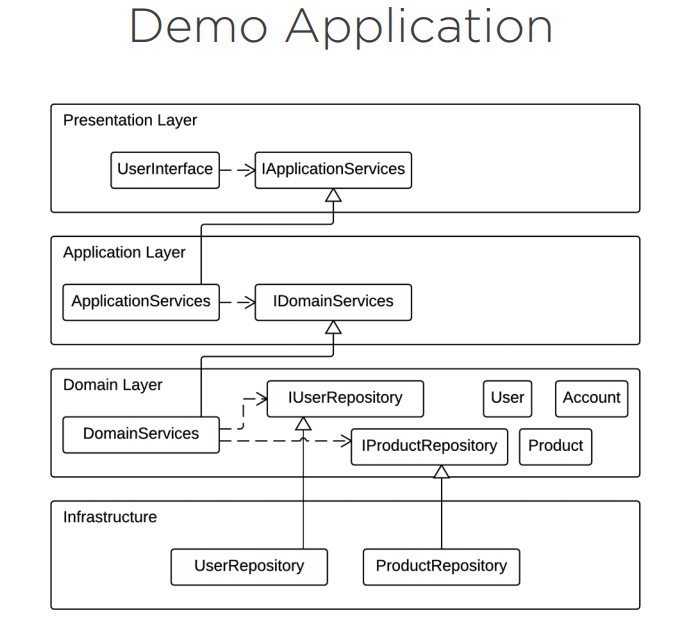 Demo Application
Presentation Layer
UserInterface
IApplicationServices
Application Layer
ApplicationServices
IDomainServices
Domain Layer
IUserRepository
User
Account
DomainServices
IProductRepository
Product
Infrastructure
UserRepository
ProductRepository